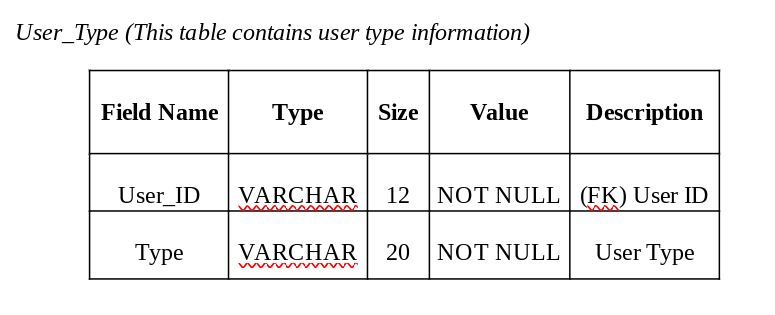 User_Type (This table contains user type information)
Field Name Type Size Value Description
User_ID VARCHAR 12 NOT NULL (FK) User ID
Type VARCHAR 20 NOT NULL User Type